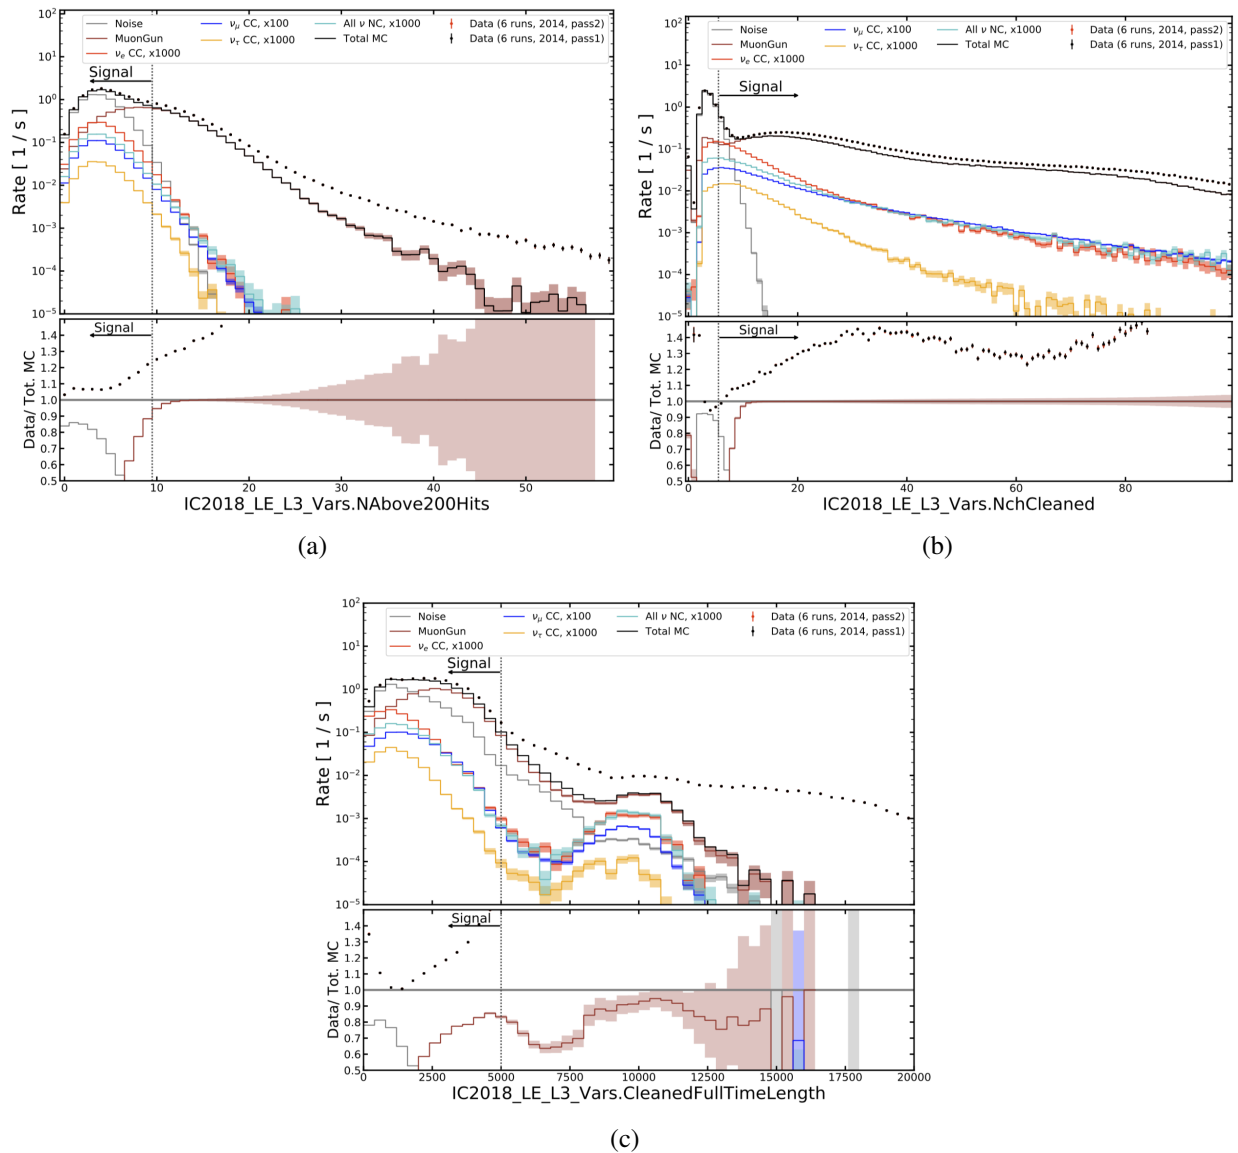 Noise
MuonGun
νe CC, x1000
νμ CC x100
ντ CC, x1000
All ν NC, x1000
Total MC
Data (6 runs, 2014, pass2)
Data (6 runs, 2014, pass1)
Signal
Rate [ 1 / s ]
10²
10¹
10⁰
10⁻¹
10⁻²
10⁻³
10⁻⁴
10⁻⁵
Signal
Data/ Tot. MC
1.4
1.3
1.2
1.1
1.0
0.9
0.8
0.7
0.6
0.5
0 10 20 30 40 50
IC2018_LE_L3_Vars.NAbove200Hits
(a)
Noise
MuonGun
νe CC, x1000
νμ CC x100
ντ CC, x1000
All ν NC, x1000
Total MC
Data (6 runs, 2014, pass2)
Data (6 runs, 2014, pass1)
Signal
Rate [ 1 / s ]
10²
10¹
10⁰
10⁻¹
10⁻²
10⁻³
10⁻⁴
10⁻⁵
Signal
Data/ Tot. MC
1.4
1.3
1.2
1.1
1.0
0.9
0.8
0.7
0.6
0.5
0 20 40 60 80
IC2018_LE_L3_Vars.NchCleaned
(b)
Noise
MuonGun
νe CC, x1000
νμ CC, x100
ντ CC, x1000
All ν NC, x1000
Total MC
Data (6 runs, 2014, pass2)
Data (6 runs, 2014, pass1)
Signal
Rate [ 1 / s ]
10²
10¹
10⁰
10⁻¹
10⁻²
10⁻³
10⁻⁴
10⁻⁵
Signal
Data/ Tot. MC
1.4
1.3
1.2
1.1
1.0
0.9
0.8
0.7
0.6
0.5
0 2500 5000 7500 10000 12500 15000 17500 20000
IC2018_LE_L3_Vars.CleanedFullTimeLength
(c)